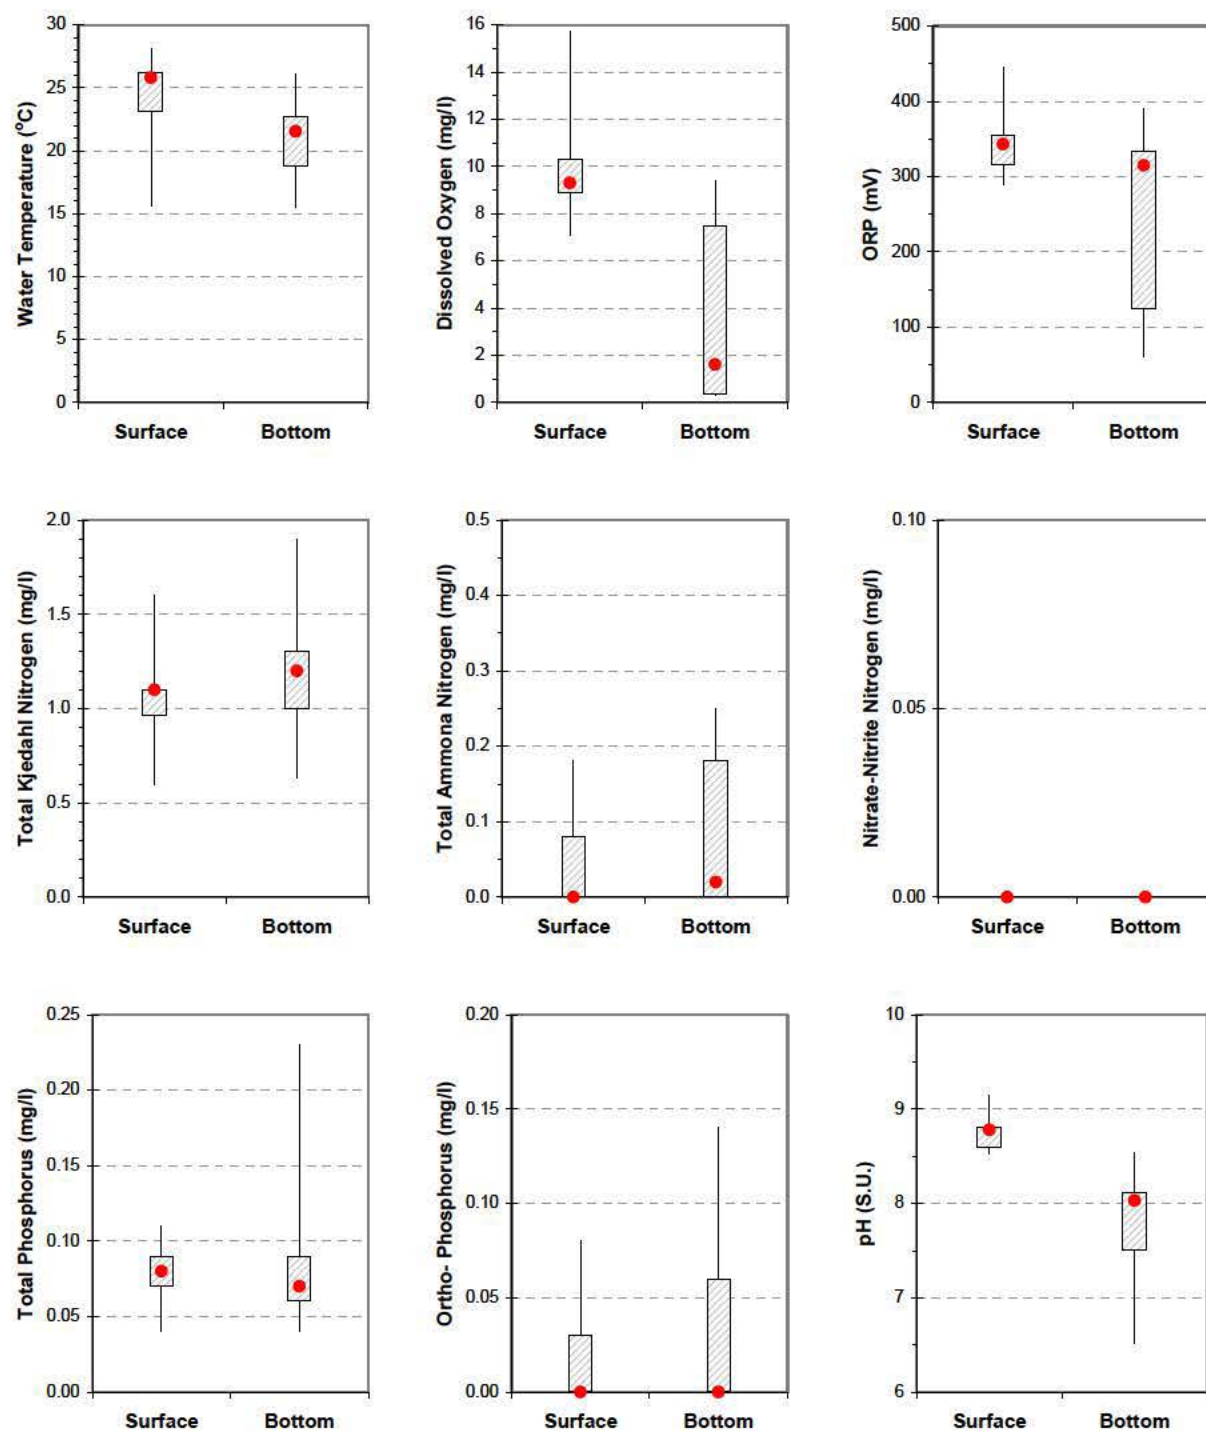 Water Temperature (°C)
30
25
20
15
10
5
0
Surface Bottom
Dissolved Oxygen (mg/l)
16
14
12
10
8
6
4
2
0
Surface Bottom
ORP (mV)
500
400
300
200
100
0
Surface Bottom
Total Kjedahl Nitrogen (mg/l)
2.0
1.5
1.0
0.5
0.0
Surface Bottom
Total Ammona Nitrogen (mg/l)
0.5
0.4
0.3
0.2
0.1
0.0
Surface Bottom
Nitrate-Nitrite Nitrogen (mg/l)
0.10
0.05
0.00
Surface Bottom
Total Phosphorus (mg/l)
0.25
0.20
0.15
0.10
0.05
0.00
Surface Bottom
Ortho- Phosphorus (mg/l)
0.20
0.15
0.10
0.05
0.00
Surface Bottom
pH (S.U.)
10
9
8
7
6
Surface Bottom